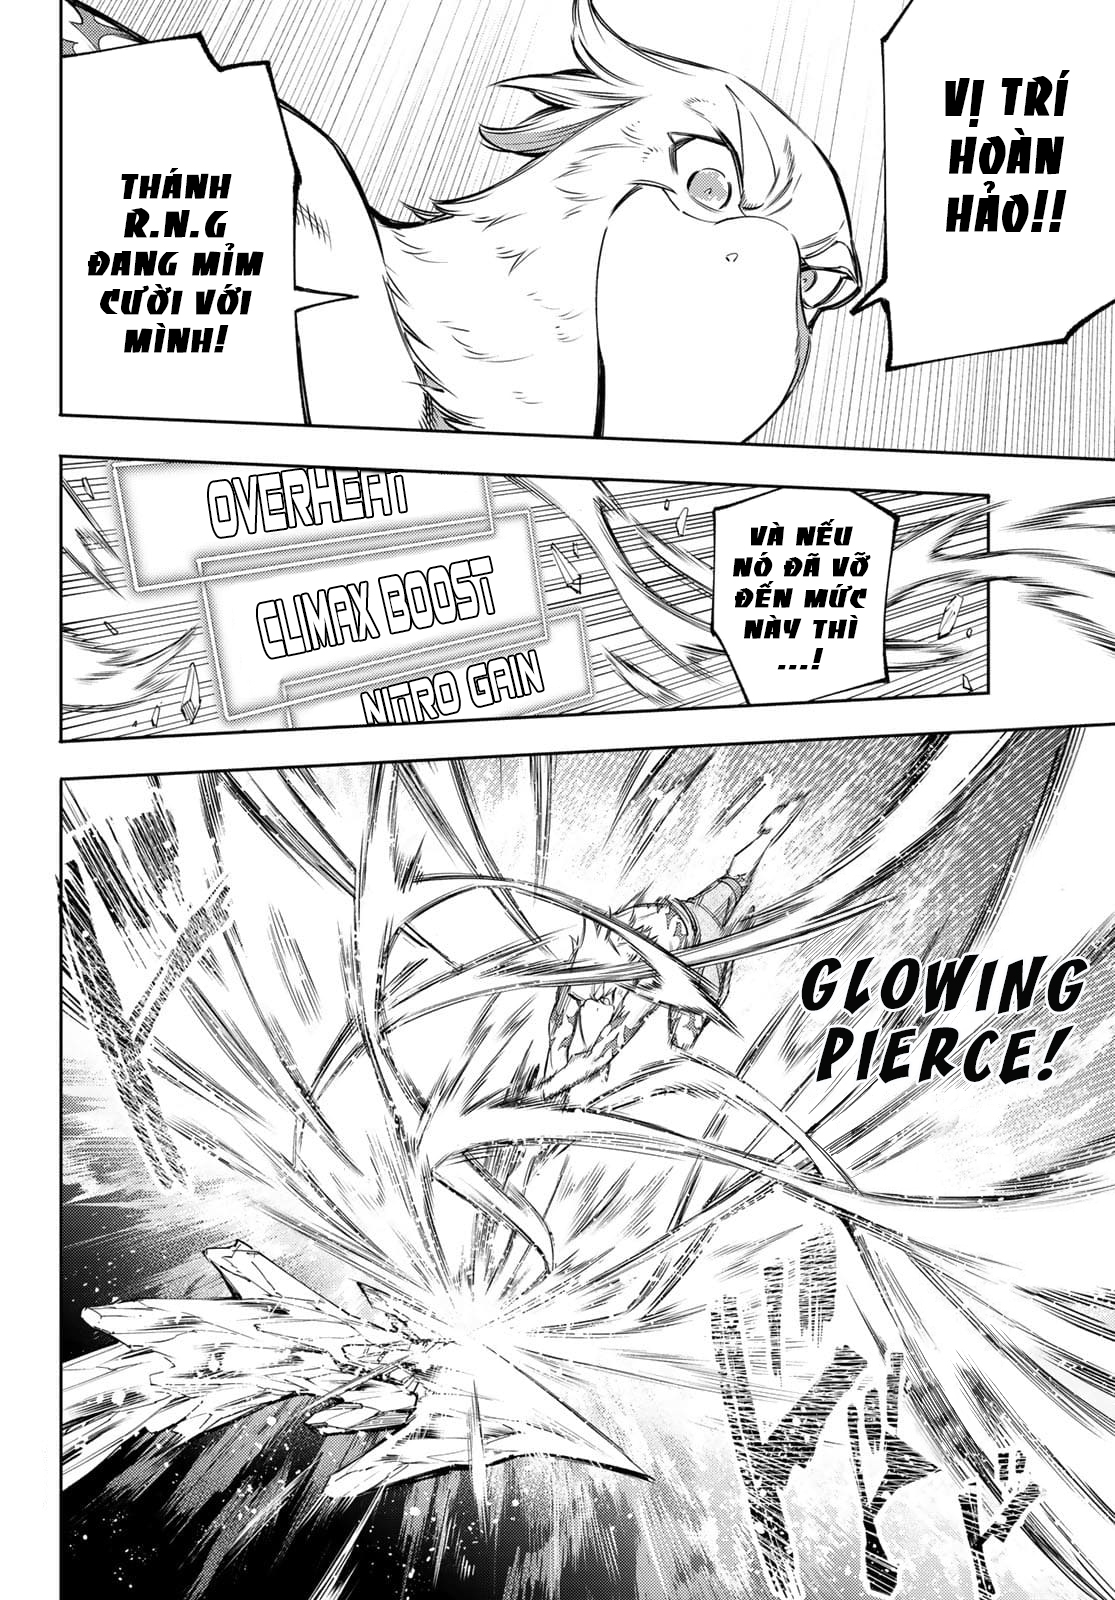 VỊ TRÍ
HOÀN
HẢO!!
THÁNH
R.N.G
ĐANG MỈM
CƯỜI VỚI
MÌNH!
VÀ NẾU
NÓ ĐÃ VỠ
ĐẾN MỨC
NÀY THÌ
...!
OVERHEAT
CLIMAX BOOST
NITRO GAIN
GLOWING
PIERCE!